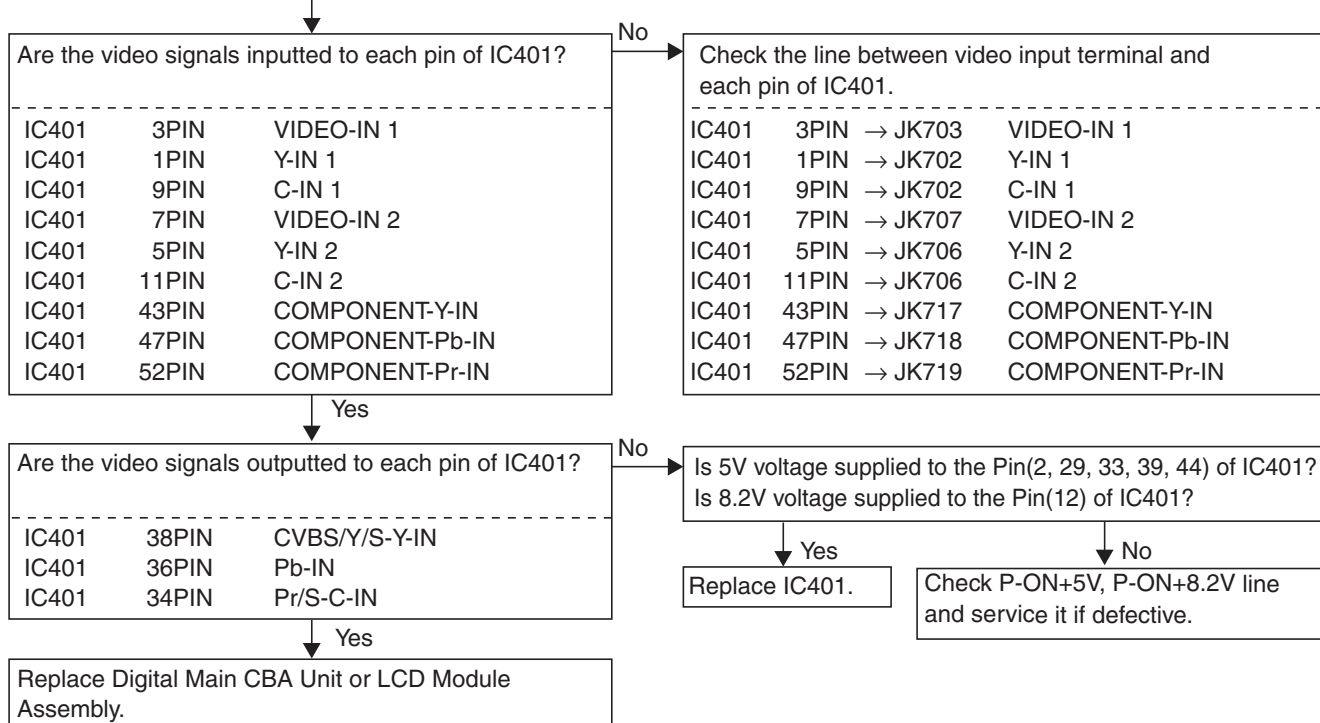 No
Are the video signals inputted to each pin of IC401?
IC401 3PIN VIDEO-IN 1
IC401 1PIN Y-IN 1
IC401 9PIN C-IN 1
IC401 7PIN VIDEO-IN 2
IC401 5PIN Y-IN 2
IC401 11PIN C-IN 2
IC401 43PIN COMPONENT-Y-IN
IC401 47PIN COMPONENT-Pb-IN
IC401 52PIN COMPONENT-Pr-IN
Check the line between video input terminal and
each pin of IC401.
IC401 3PIN → JK703 VIDEO-IN 1
IC401 1PIN → JK702 Y-IN 1
IC401 9PIN → JK702 C-IN 1
IC401 7PIN → JK707 VIDEO-IN 2
IC401 5PIN → JK706 Y-IN 2
IC401 11PIN → JK706 C-IN 2
IC401 43PIN → JK717 COMPONENT-Y-IN
IC401 47PIN → JK718 COMPONENT-Pb-IN
IC401 52PIN → JK719 COMPONENT-Pr-IN
Yes
No
Are the video signals outputted to each pin of IC401?
IC401 38PIN CVBS/Y/S-Y-IN
IC401 36PIN Pb-IN
IC401 34PIN Pr/S-C-IN
Is 5V voltage supplied to the Pin(2, 29, 33, 39, 44) of IC401?
Is 8.2V voltage supplied to the Pin(12) of IC401?
Yes
No
Replace IC401.
Check P-ON+5V, P-ON+8.2V line
and service it if defective.
Yes
Replace Digital Main CBA Unit or LCD Module
Assembly.